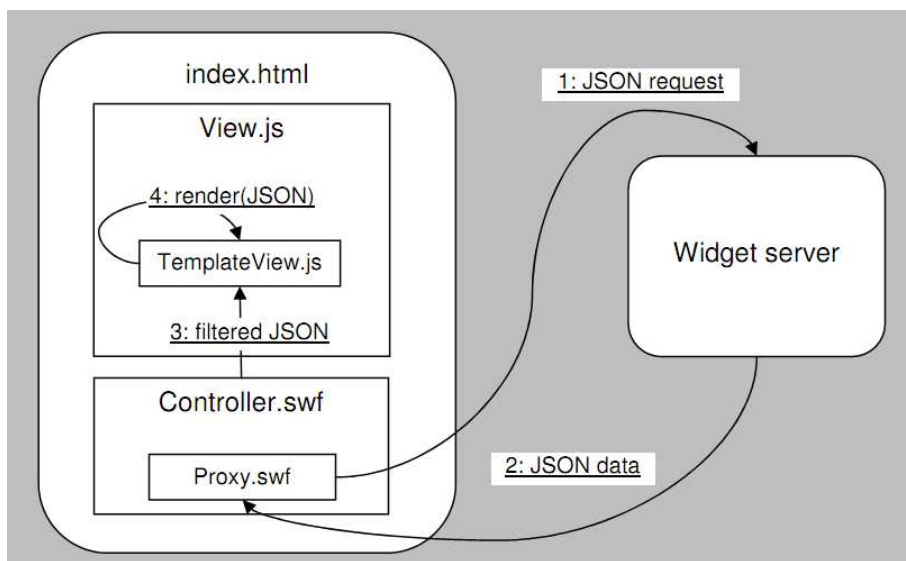 index.html
1: JSON request
View.js
4: render(JSON)
Widget server
TemplateView.js
3: filtered JSON
Controller.swf
2: JSON data
Proxy.swf